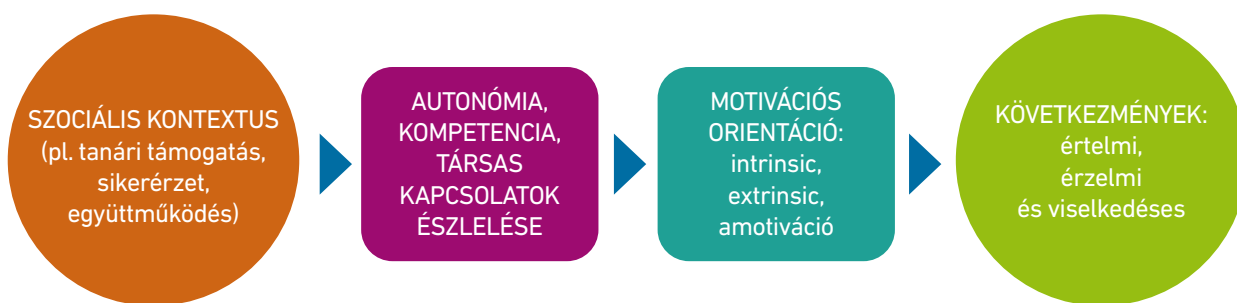 SZOCIÁLIS KONTEXTUS
(pl. tanári támogatás,
sikerérzet,
együttműködés)
AUTONÓMIA,
KOMPETENCIA,
TÁRSAS
KAPCSOLATOK
ÉSZLELÉSE
MOTIVÁCIÓS
ORIENTÁCIÓ:
intrinsic,
extrinsic,
amotiváció
KÖVETKEZMÉNYEK:
értelmi,
érzelmi
és viselkedéses